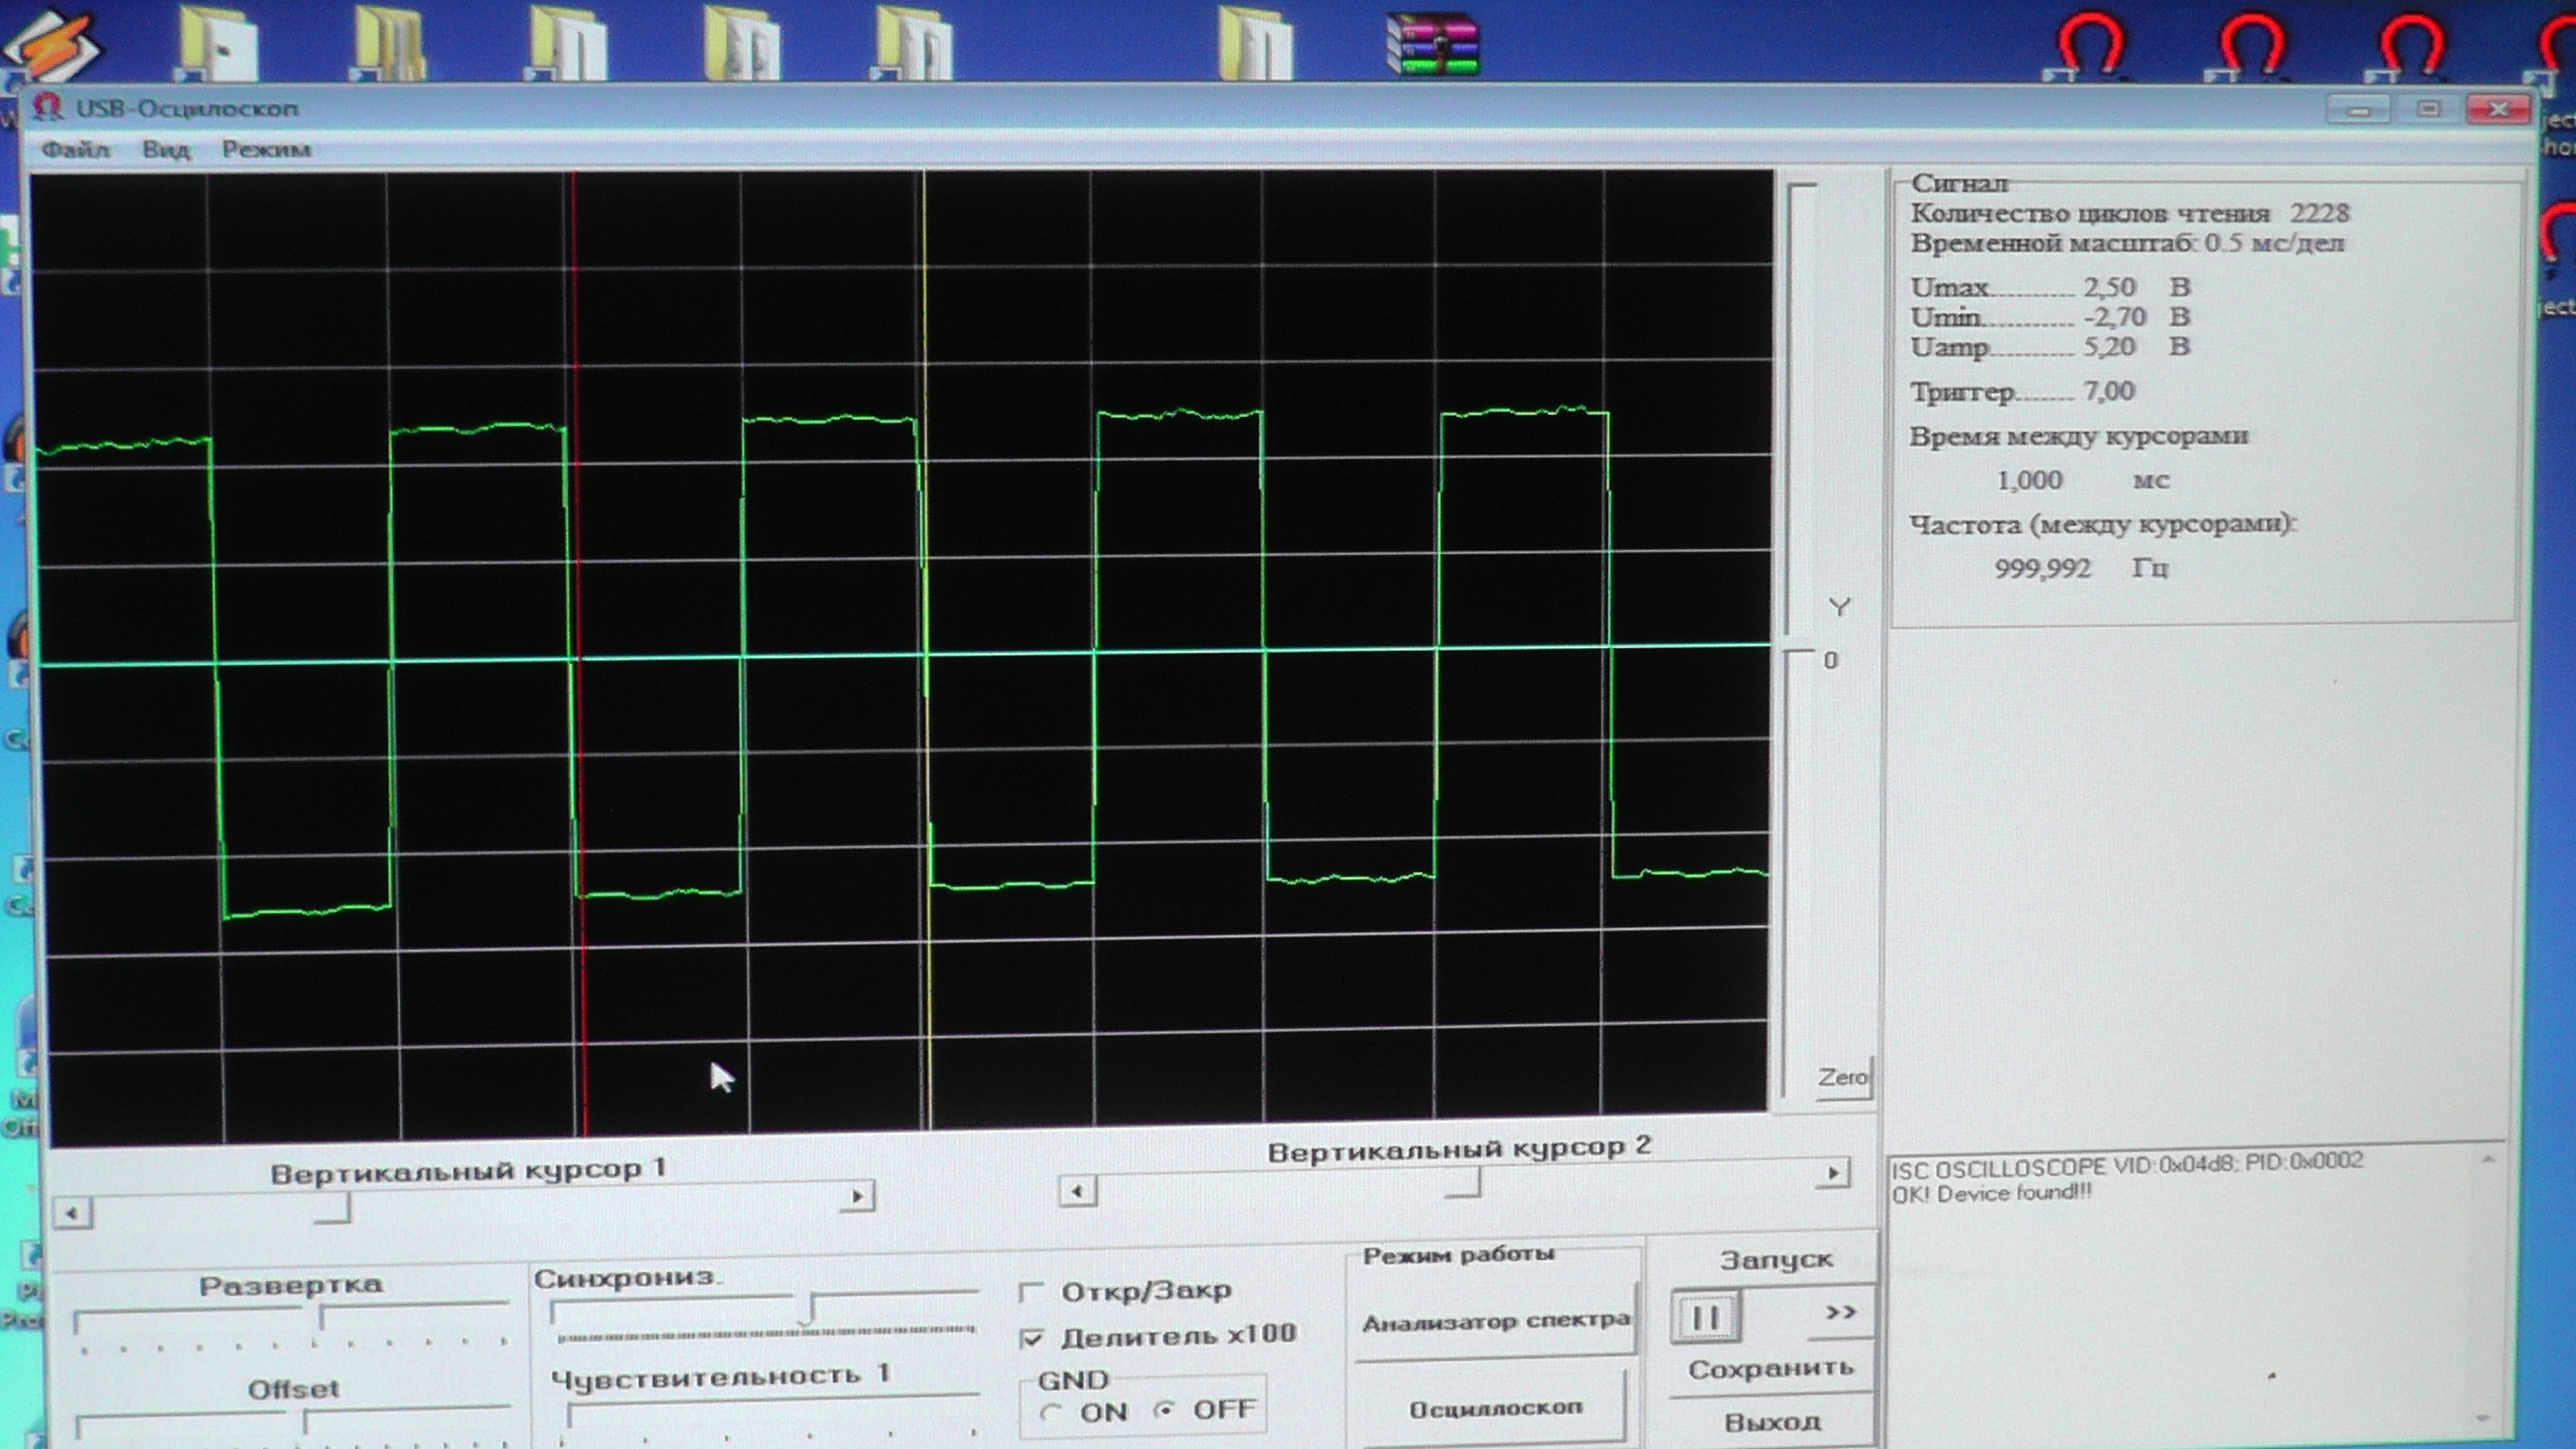 USB-Осцилоскоп
Файл Вид Режим
Сигнал
Количество циклов чтения 2228
Временной масштаб: 0.5 мс/дел
Umax.......... 2,50 В
Umin........... -2,70 В
Uamp.......... 5,20 В
Триггер....... 7,00
Время между курсорами
1,000 мс
Частота (между курсорами):
999,992 Гц
Y
0
Zero
Вертикальный курсор 1
Вертикальный курсор 2
ISC OSCILLOSCOPE VID:0x04d8; PID:0x0002
OK! Device found!!!
Развертка
Синхрониз.
Откр/Закр
Делитель x100
Режим работы
Анализатор спектра
Запуск
>>
Offset
Чувствительность 1
GND
ON OFF
Осциллоскоп
Сохранить
Выход